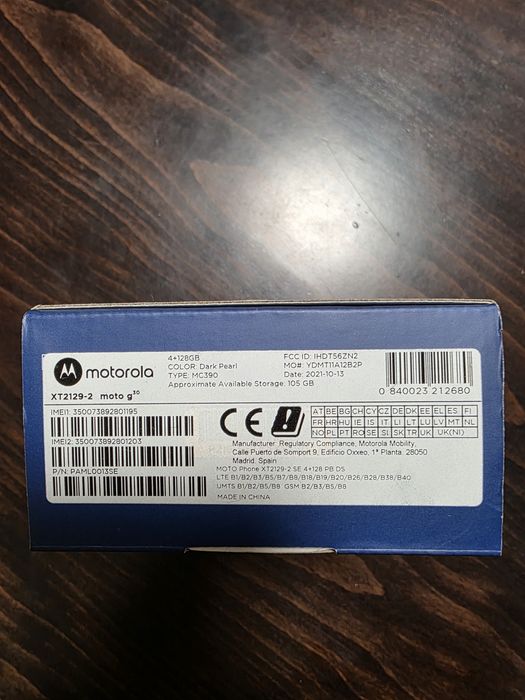 motorola
XT2129-2 moto g30
4+128GB
COLOR: Dark Pearl
TYPE: MC390
Approximate Available Storage: 105 GB
FCC ID: IHDT56ZN2
MO#: YDMT11A12B2P
Date: 2021-10-13
0 840023 212680
IMEI1: 350073892801195
IMEI2: 350073892801203
P/N: PAML0013SE
CE
AT BE BG CH CY CZ DE DK EE EL ES FI
FR HR HU IE IS IT LI LT LU LV MT NL
NO PL PT RO SE SI SK TR UK UK(NI)
Manufacturer: Regulatory Compliance, Motorola Mobility,
Calle Puerto de Somport 9, Edificio Oxxeo, 1ª Planta. 28050
Madrid. Spain
MOTO Phone XT2129-2 SE 4+128 PB DS
LTE B1/B2/B3/B5/B7/B8/B18/B19/B20/B26/B28/B38/B40
UMTS B1/B2/B5/B8 GSM B2/B3/B5/B8
MADE IN CHINA